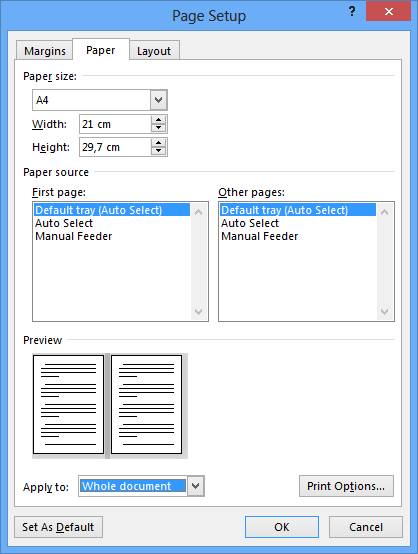 Page Setup
?
Margins
Paper
Layout
Paper size:
A4
Width: 21 cm
Height: 29,7 cm
Paper source
First page: Other pages:
Default tray (Auto Select) Default tray (Auto Select)
Auto Select Auto Select
Manual Feeder Manual Feeder
Preview
Apply to: Whole document Print Options...
Set As Default OK Cancel